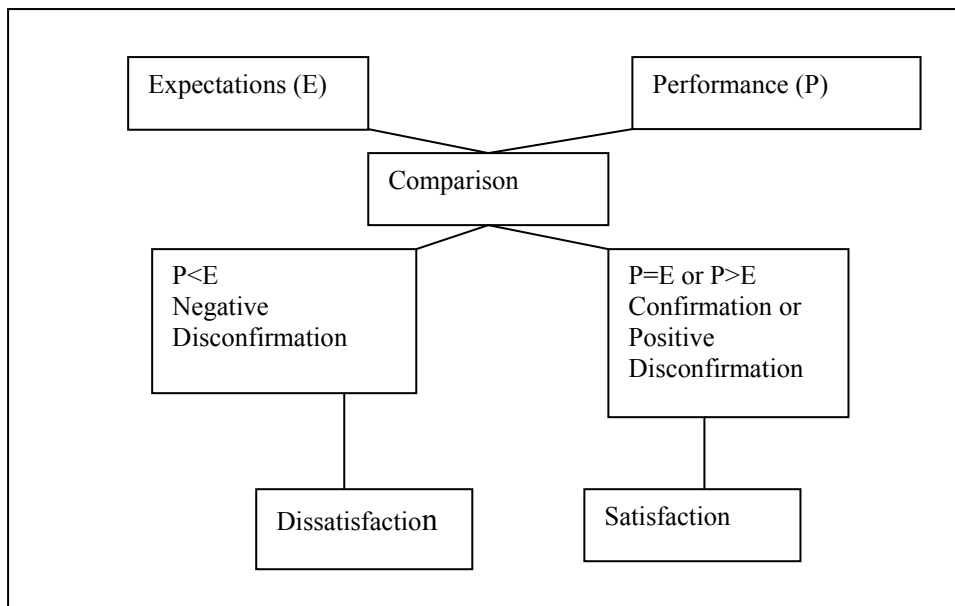 Expectations (E)
Performance (P)
Comparison
P<E
Negative
Disconfirmation
P=E or P>E
Confirmation or
Positive
Disconfirmation
Dissatisfaction
Satisfaction